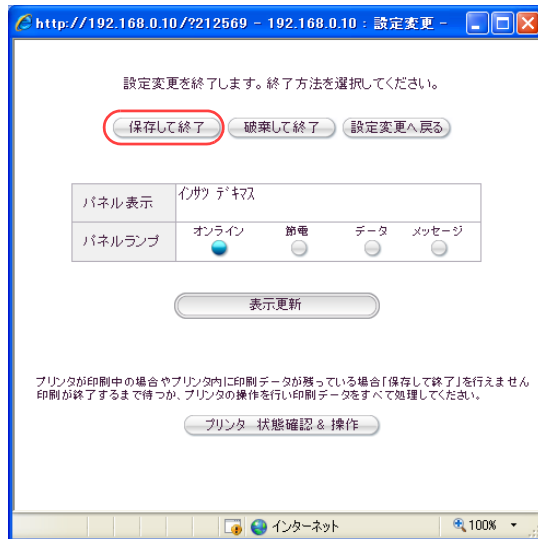 http://192.168.0.10/?212569 - 192.168.0.10 : 設定変更 -
設定変更を終了します。終了方法を選択してください。
保存して終了 破棄して終了 設定変更へ戻る
パネル表示 インサツ デキマス
パネルランプ オンライン 節電 データ メッセージ
表示更新
プリンタが印刷中の場合やプリンタ内に印刷データが残っている場合「保存して終了」を行えません
印刷が終了するまで待つか、プリンタの操作を行い印刷データをすべて処理してください。
プリンタ 状態確認 & 操作
インターネット 100%